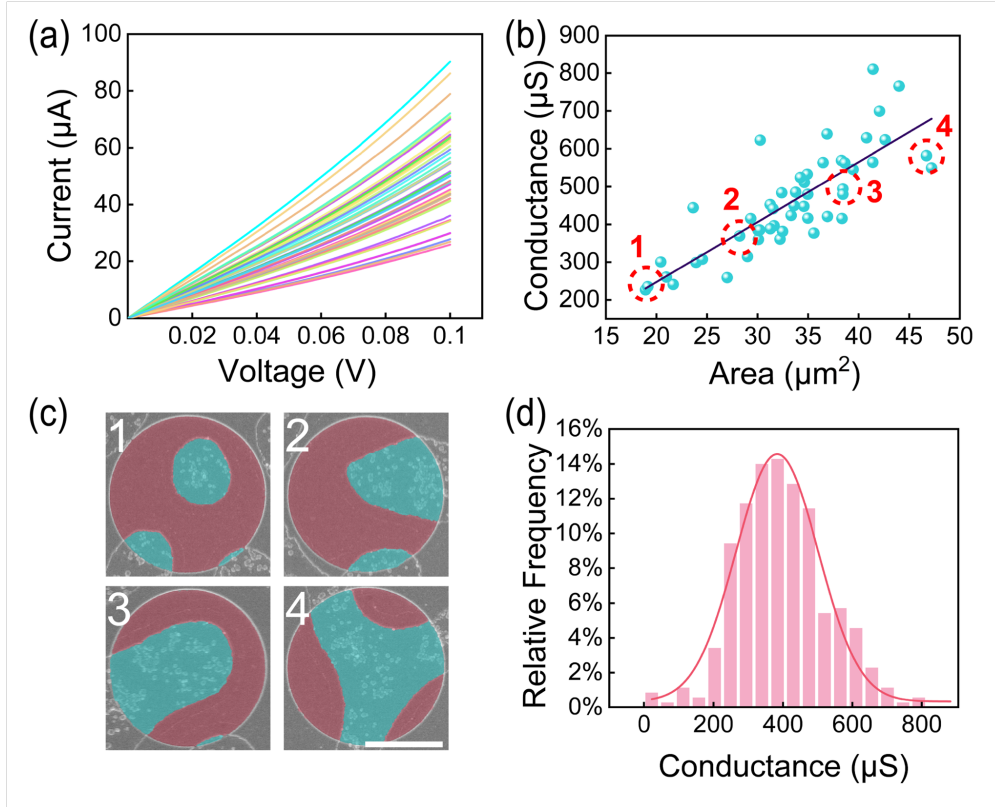 (a)
100
80
60
40
20
0
Current (µA)
0.02 0.04 0.06 0.08 0.1
Voltage (V)
(b)
900
800
700
600
500
400
300
200
Conductance (µS)
15 20 25 30 35 40 45 50
Area (µm²)
1
2
3
4
(c)
1
2
3
4
(d)
16%
14%
12%
10%
8%
6%
4%
2%
0%
Relative Frequency
0 200 400 600 800
Conductance (µS)